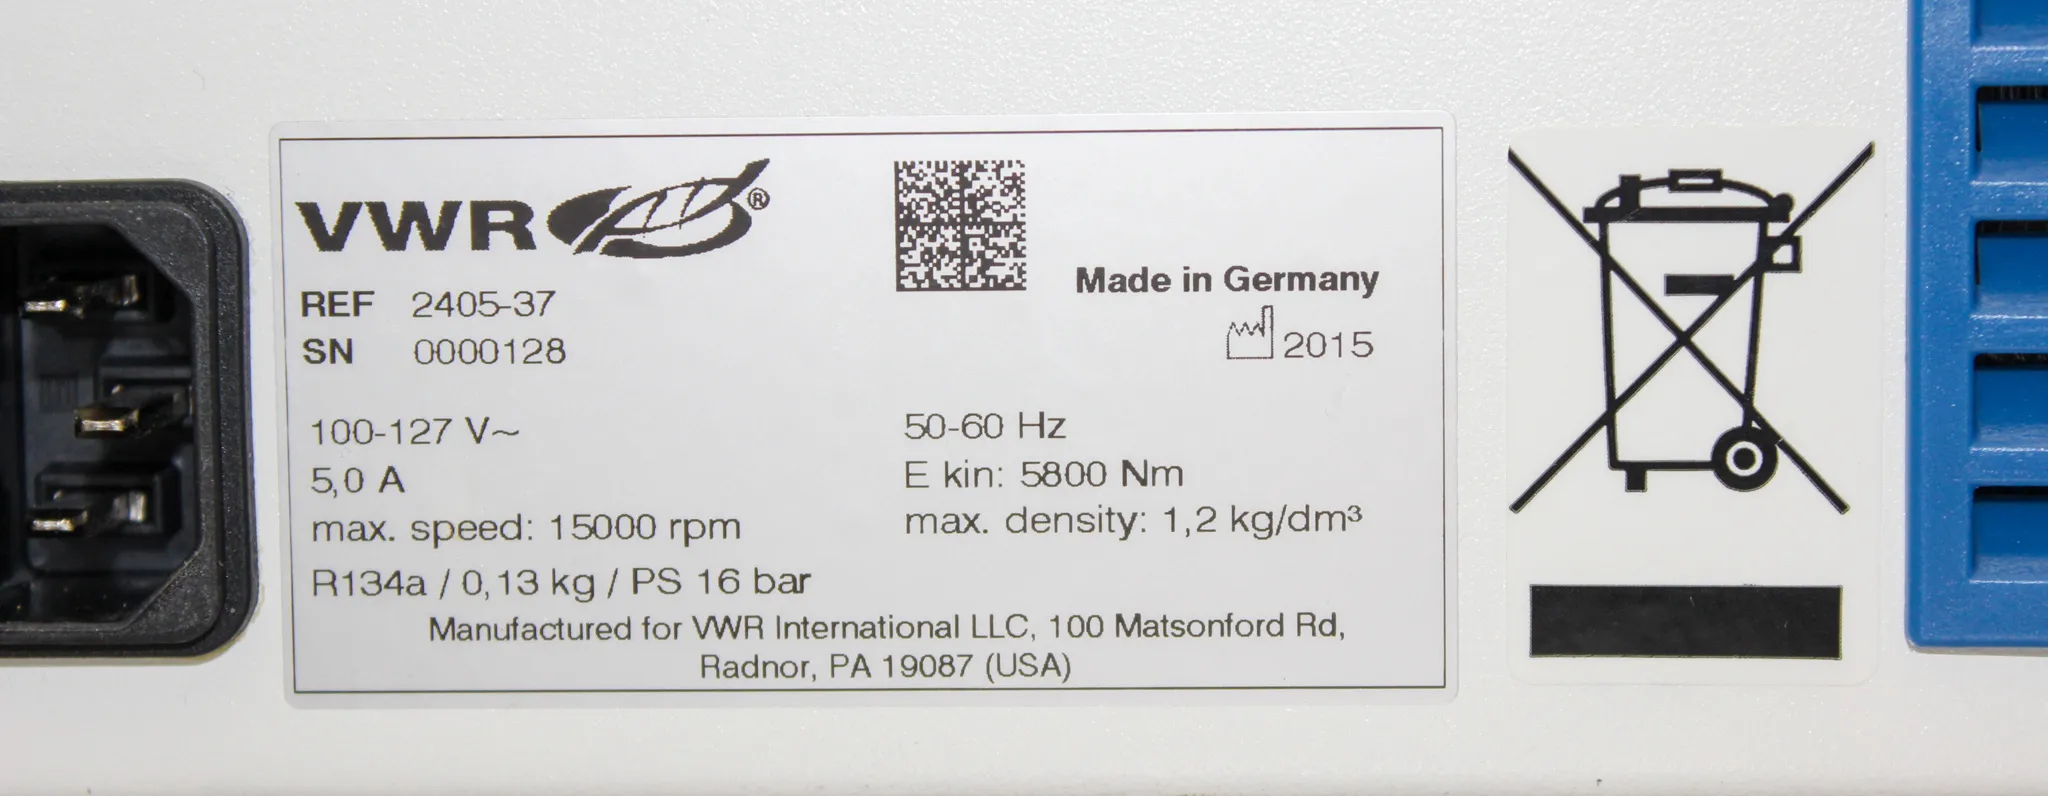 VWR®
REF 2405-37
SN 0000128
Made in Germany
2015
100-127 V~
50-60 Hz
5,0 A
E kin: 5800 Nm
max. speed: 15000 rpm
max. density: 1,2 kg/dm³
R134a / 0,13 kg / PS 16 bar
Manufactured for VWR International LLC, 100 Matsonford Rd,
Radnor, PA 19087 (USA)